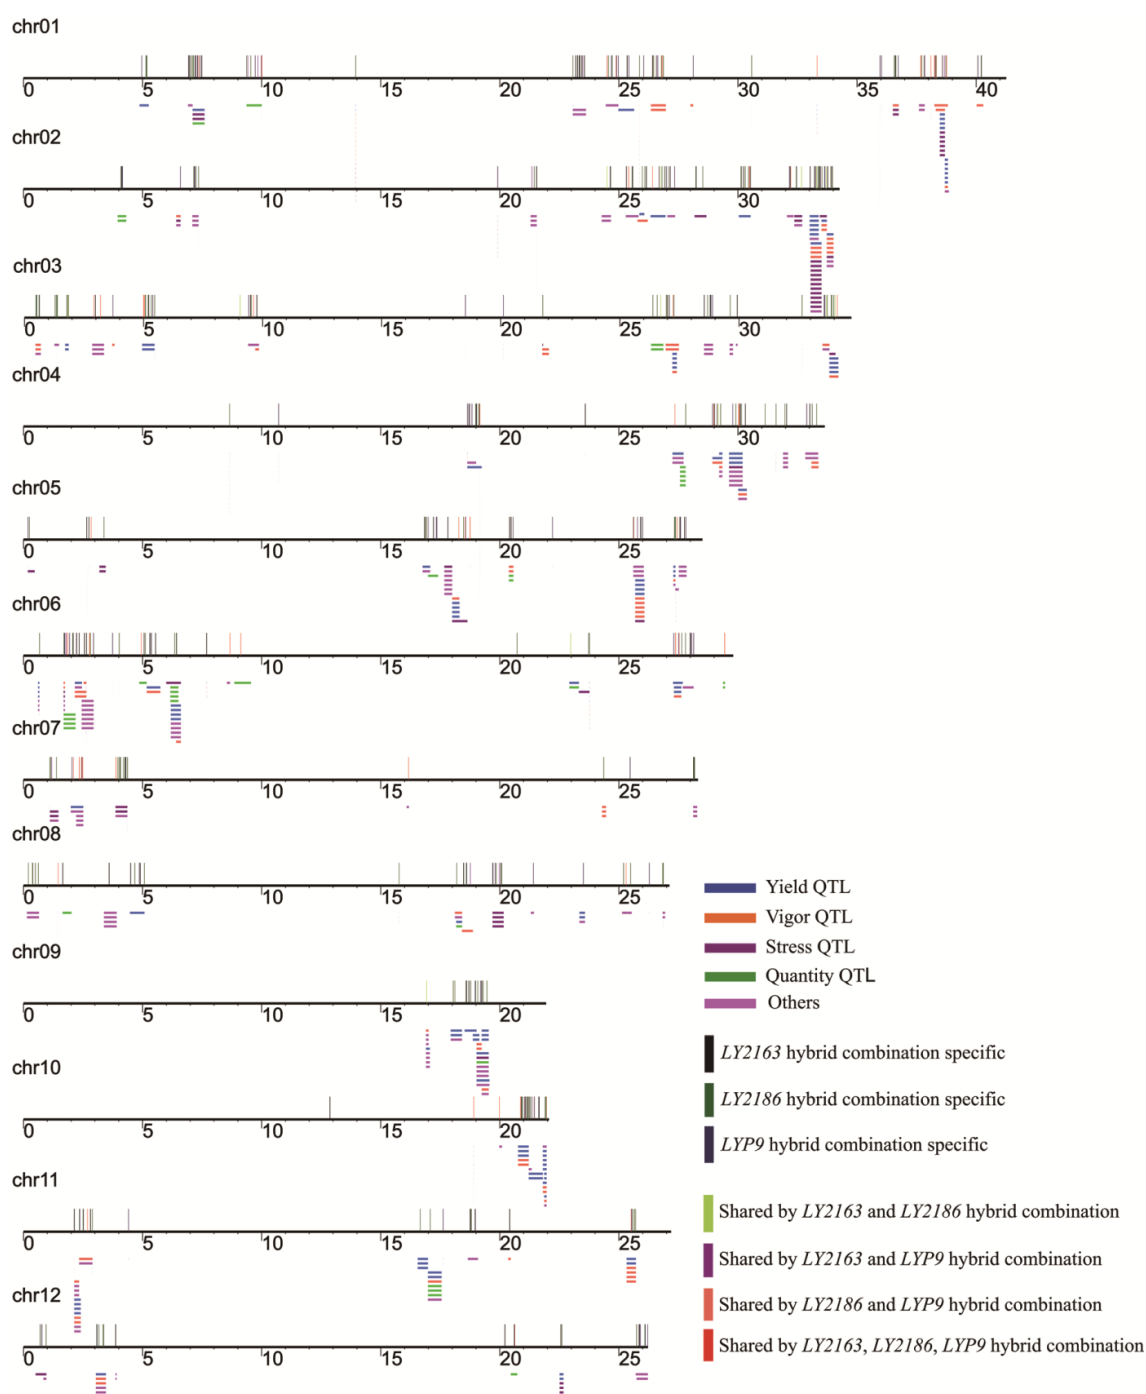 chr01
0 5 10 15 20 25 30 35 40
chr02
0 5 10 15 20 25 30
chr03
0 5 10 15 20 25 30
chr04
0 5 10 15 20 25 30
chr05
0 5 10 15 20 25
chr06
0 5 10 15 20 25
chr07
0 5 10 15 20 25
chr08
0 5 10 15 20 25
chr09
0 5 10 15 20
chr10
0 5 10 15 20
chr11
0 5 10 15 20 25
chr12
0 5 10 15 20 25
Yield QTL
Vigor QTL
Stress QTL
Quantity QTL
Others
LY2163 hybrid combination specific
LY2186 hybrid combination specific
LYP9 hybrid combination specific
Shared by LY2163 and LY2186 hybrid combination
Shared by LY2163 and LYP9 hybrid combination
Shared by LY2186 and LYP9 hybrid combination
Shared by LY2163, LY2186, LYP9 hybrid combination